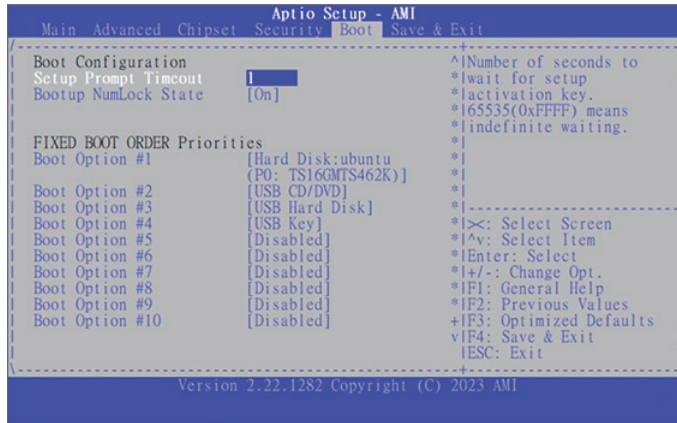 Aptio Setup - AMI
Main Advanced Chipset Security Boot Save & Exit
Boot Configuration
Setup Prompt Timeout 1
Bootup NumLock State [On]
FIXED BOOT ORDER Priorities
Boot Option #1 [Hard Disk:ubuntu
(P0: TS16GMTS462K)]
Boot Option #2 [USB CD/DVD]
Boot Option #3 [USB Hard Disk]
Boot Option #4 [USB Key]
Boot Option #5 [Disabled]
Boot Option #6 [Disabled]
Boot Option #7 [Disabled]
Boot Option #8 [Disabled]
Boot Option #9 [Disabled]
Boot Option #10 [Disabled]
Number of seconds to
wait for setup
activation key.
65535(0xFFFF) means
indefinite waiting.
><: Select Screen
^v: Select Item
Enter: Select
+/-: Change Opt.
F1: General Help
F2: Previous Values
F3: Optimized Defaults
F4: Save & Exit
ESC: Exit
Version 2.22.1282 Copyright (C) 2023 AMI